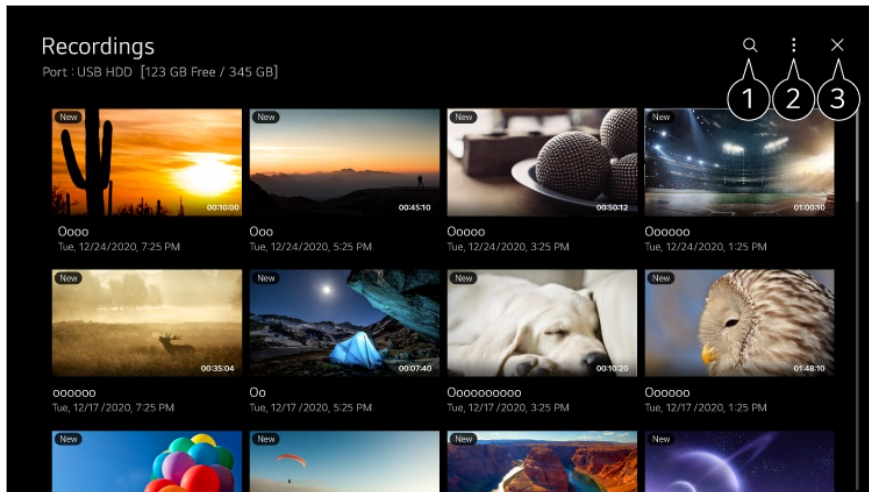 Recordings
Port : USB HDD [123 GB Free / 345 GB]
1 2 3
New New New New
00:10:00 00:45:10 00:50:12 01:00:10
Oooo Ooo Ooooo Oooooo
Tue, 12/24/2020, 7:25 PM Tue, 12/24/2020, 5:25 PM Tue, 12/24/2020, 3:25 PM Tue, 12/24/2020, 1:25 PM
New New New New
00:35:04 00:07:40 00:10:20 01:48:10
oooooo Oo Oooooooooo Oooooo
Tue, 12/17 /2020, 7:25 PM Tue, 12/17 /2020, 5:25 PM Tue, 12/17 /2020, 3:25 PM Tue, 12/17 /2020, 1:25 PM
New New New New